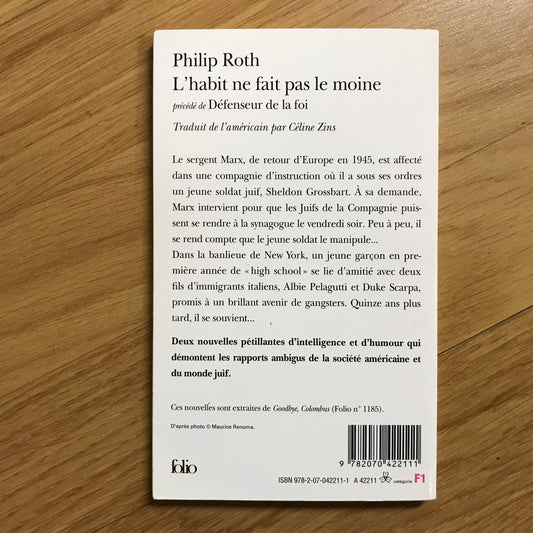 Philip Roth
L'habit ne fait pas le moine
précédé de Défenseur de la foi
Traduit de l'américain par Céline Zins
Le sergent Marx, de retour d'Europe en 1945, est affecté
dans une compagnie d'instruction où il a sous ses ordres
un jeune soldat juif, Sheldon Grossbart. À sa demande,
Marx intervient pour que les Juifs de la Compagnie puis-
sent se rendre à la synagogue le vendredi soir. Peu à peu, il
se rend compte que le jeune soldat le manipule...
Dans la banlieue de New York, un jeune garçon en pre-
mière année de «high school» se lie d'amitié avec deux
fils d'immigrants italiens, Albie Pelagutti et Duke Scarpa,
promis à un brillant avenir de gangsters. Quinze ans plus
tard, il se souvient...
Deux nouvelles pétillantes d'intelligence et d'humour qui
démontent les rapports ambigus de la société américaine et
du monde juif.
Ces nouvelles sont extraites de Goodbye, Colombus (Folio n° 1185).
D'après photo © Maurice Renoma.
9 782070 422111
folio
ISBN 978-2-07-042211-1 A 42211 catégorie F1